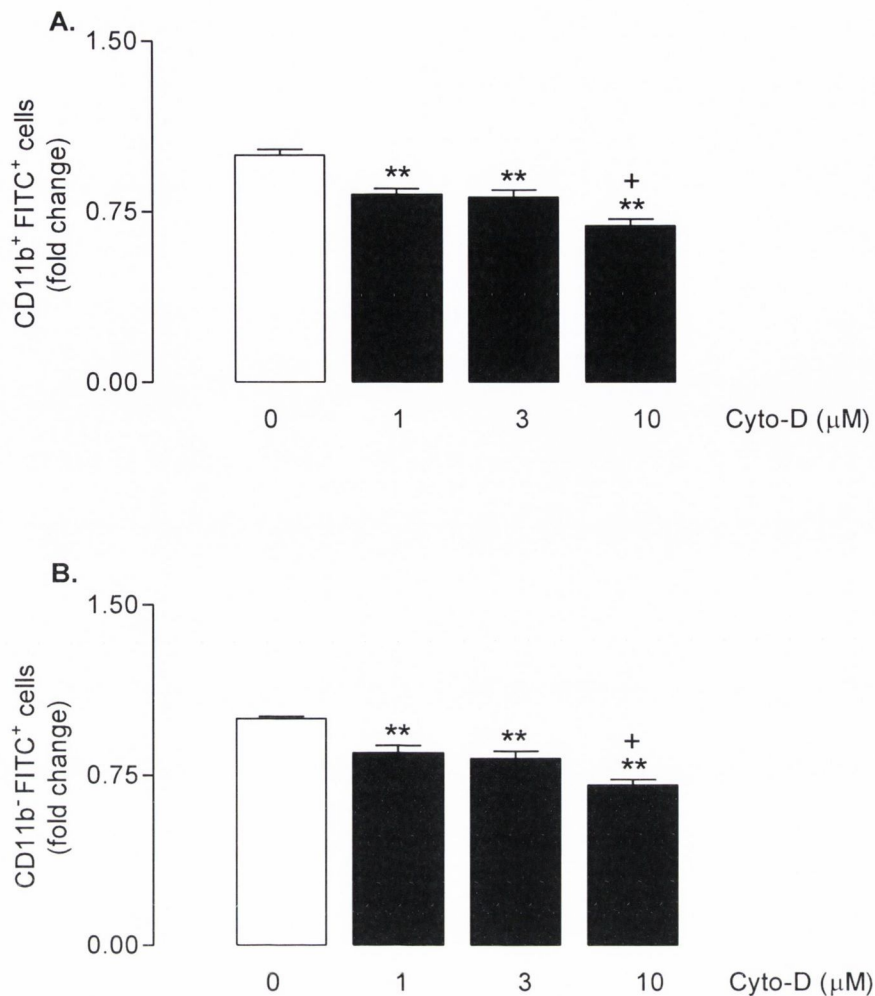 A.
1.50
CD11b⁺ FITC⁺ cells
(fold change)
0.75
0.00
** ** + **
0 1 3 10 Cyto-D (μM)
B.
1.50
CD11b⁻ FITC⁺ cells
(fold change)
0.75
0.00
** ** + **
0 1 3 10 Cyto-D (μM)